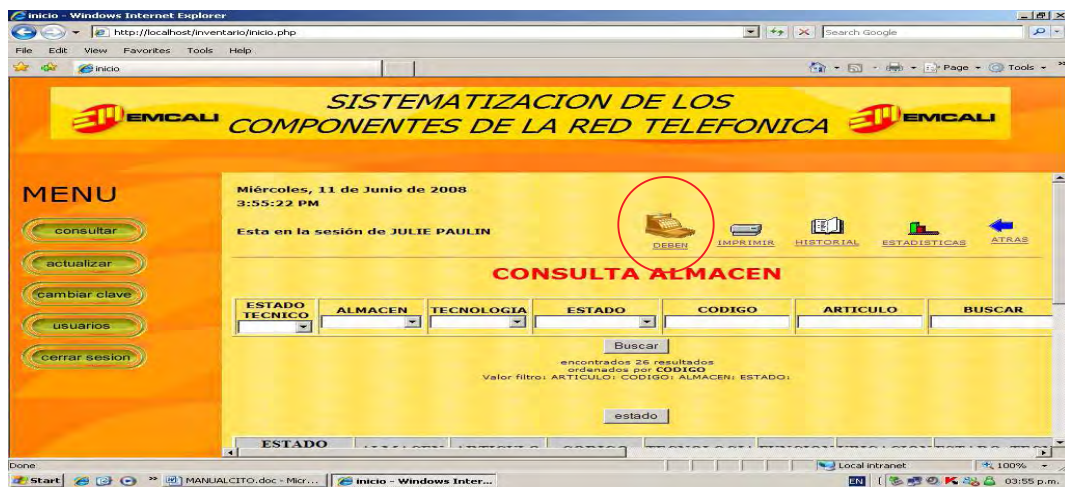 inicio - Windows Internet Explorer
http://localhost/inventario/inicio.php
Search Google
File Edit View Favorites Tools Help
inicio
Page Tools
EMCALI
SISTEMATIZACION DE LOS
COMPONENTES DE LA RED TELEFONICA
EMCALI
MENU
consultar
actualizar
cambiar clave
usuarios
cerrar sesion
Miércoles, 11 de Junio de 2008
3:55:22 PM
Esta en la sesión de JULIE PAULIN
DEBEN IMPRIMIR HISTORIAL ESTADISTICAS ATRAS
CONSULTA ALMACEN
ESTADO TECNICO ALMACEN TECNOLOGIA ESTADO CODIGO ARTICULO BUSCAR
Buscar
encontrados 26 resultados
ordenados por CODIGO
Valor filtro: ARTICULO: CODIGO: ALMACEN: ESTADO:
estado
ESTADO
Done
Local intranet
100%
Start
MANUALCITO.doc - Micr...
inicio - Windows Inter...
EN
03:55 p.m.